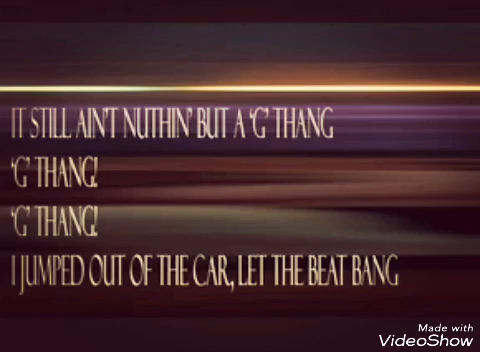 IT STILL AIN'T NUTHIN' BUT A 'G' THANG
'G' THANG!
'G' THANG!
I JUMPED OUT OF THE CAR, LET THE BEAT BANG
Made with
VideoShow